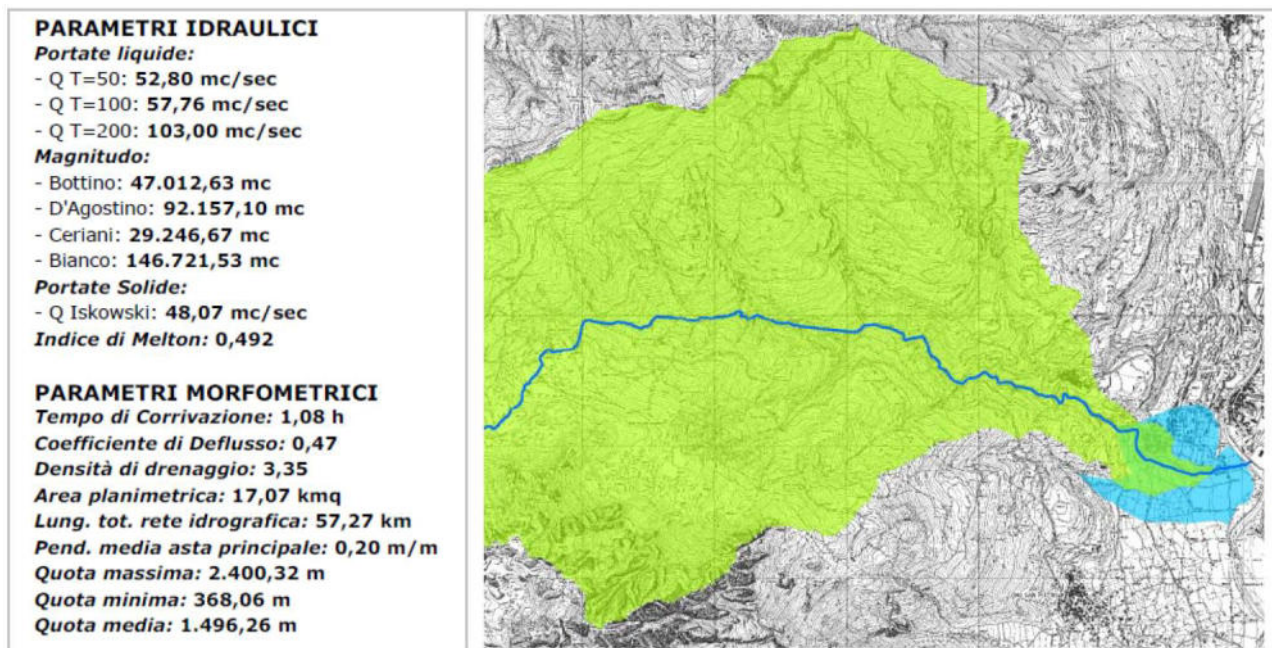 PARAMETRI IDRAULICI
Portate liquide:
- Q T=50: 52,80 mc/sec
- Q T=100: 57,76 mc/sec
- Q T=200: 103,00 mc/sec
Magnitudo:
- Bottino: 47.012,63 mc
- D'Agostino: 92.157,10 mc
- Ceriani: 29.246,67 mc
- Bianco: 146.721,53 mc
Portate Solide:
- Q Iskowski: 48,07 mc/sec
Indice di Melton: 0,492
PARAMETRI MORFOMETRICI
Tempo di Corrivazione: 1,08 h
Coefficiente di Deflusso: 0,47
Densità di drenaggio: 3,35
Area planimetrica: 17,07 kmq
Lung. tot. rete idrografica: 57,27 km
Pend. media asta principale: 0,20 m/m
Quota massima: 2.400,32 m
Quota minima: 368,06 m
Quota media: 1.496,26 m